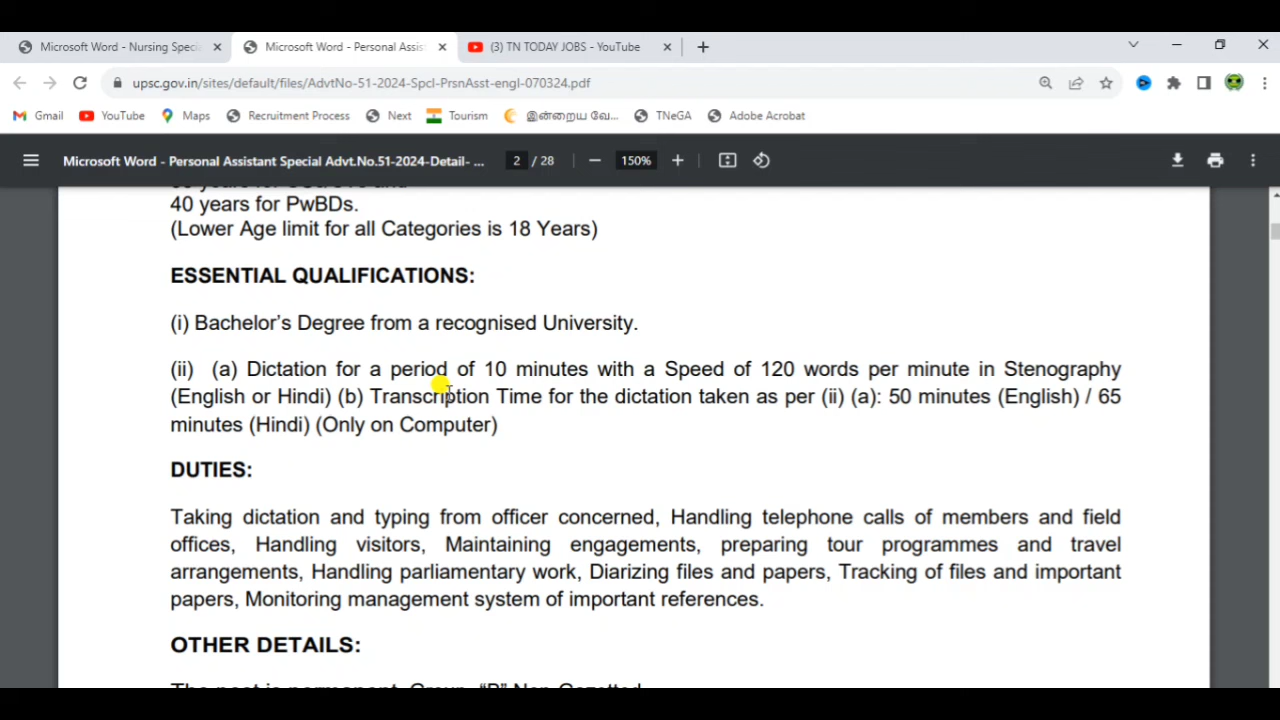 Microsoft Word - Nursing Speci
Microsoft Word - Personal Assis
(3) TN TODAY JOBS - YouTube
upsc.gov.in/sites/default/files/AdvtNo-51-2024-Spcl-PrsnAsst-engl-070324.pdf
Gmail YouTube Maps Recruitment Process Next Tourism இன்றைய வே... TNeGA Adobe Acrobat
Microsoft Word - Personal Assistant Special Advt.No.51-2024-Detail- ... 2 / 28 150%
40 years for PwBDs.
(Lower Age limit for all Categories is 18 Years)
ESSENTIAL QUALIFICATIONS:
(i) Bachelor’s Degree from a recognised University.
(ii) (a) Dictation for a period of 10 minutes with a Speed of 120 words per minute in Stenography
(English or Hindi) (b) Transcription Time for the dictation taken as per (ii) (a): 50 minutes (English) / 65
minutes (Hindi) (Only on Computer)
DUTIES:
Taking dictation and typing from officer concerned, Handling telephone calls of members and field
offices, Handling visitors, Maintaining engagements, preparing tour programmes and travel
arrangements, Handling parliamentary work, Diarizing files and papers, Tracking of files and important
papers, Monitoring management system of important references.
OTHER DETAILS:
The post is permanent, Group- “B” Non-Gazetted